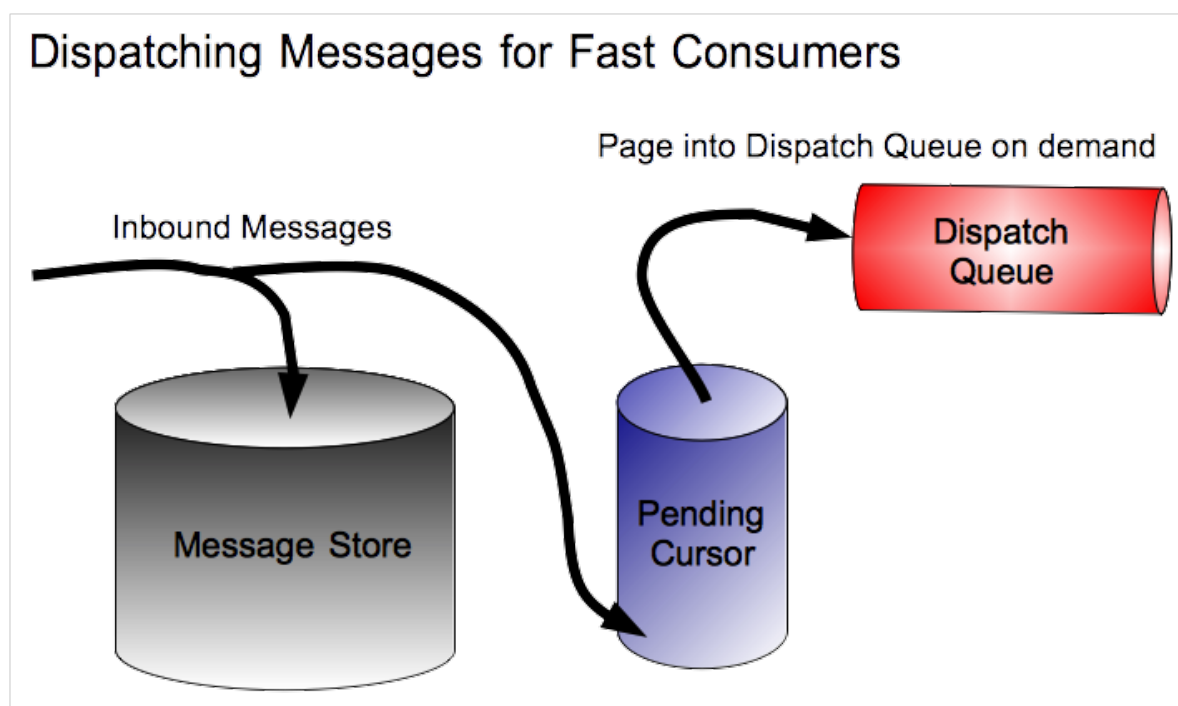 Dispatching Messages for Fast Consumers
Page into Dispatch Queue on demand
Inbound Messages
Dispatch
Queue
Message Store
Pending
Cursor